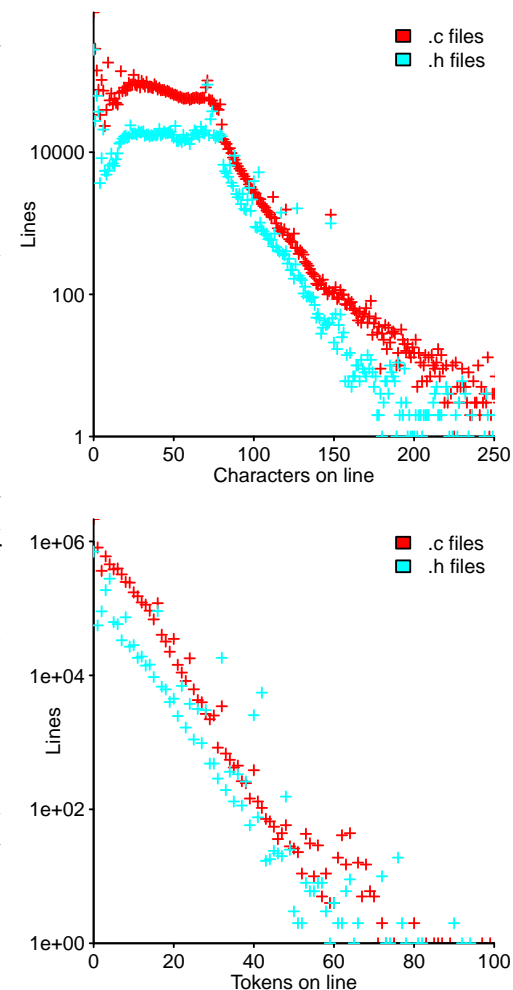 .c files
.h files
10000
100
1
Lines
0 50 100 150 200 250
Characters on line
.c files
.h files
1e+06
1e+04
1e+02
1e+00
Lines
0 20 40 60 80 100
Tokens on line